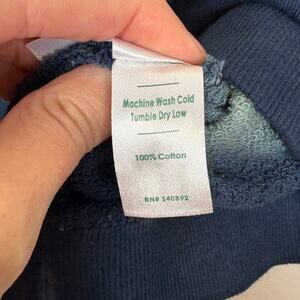 Machine Wash Cold
Tumble Dry Low
100% Cotton
RN# 140892